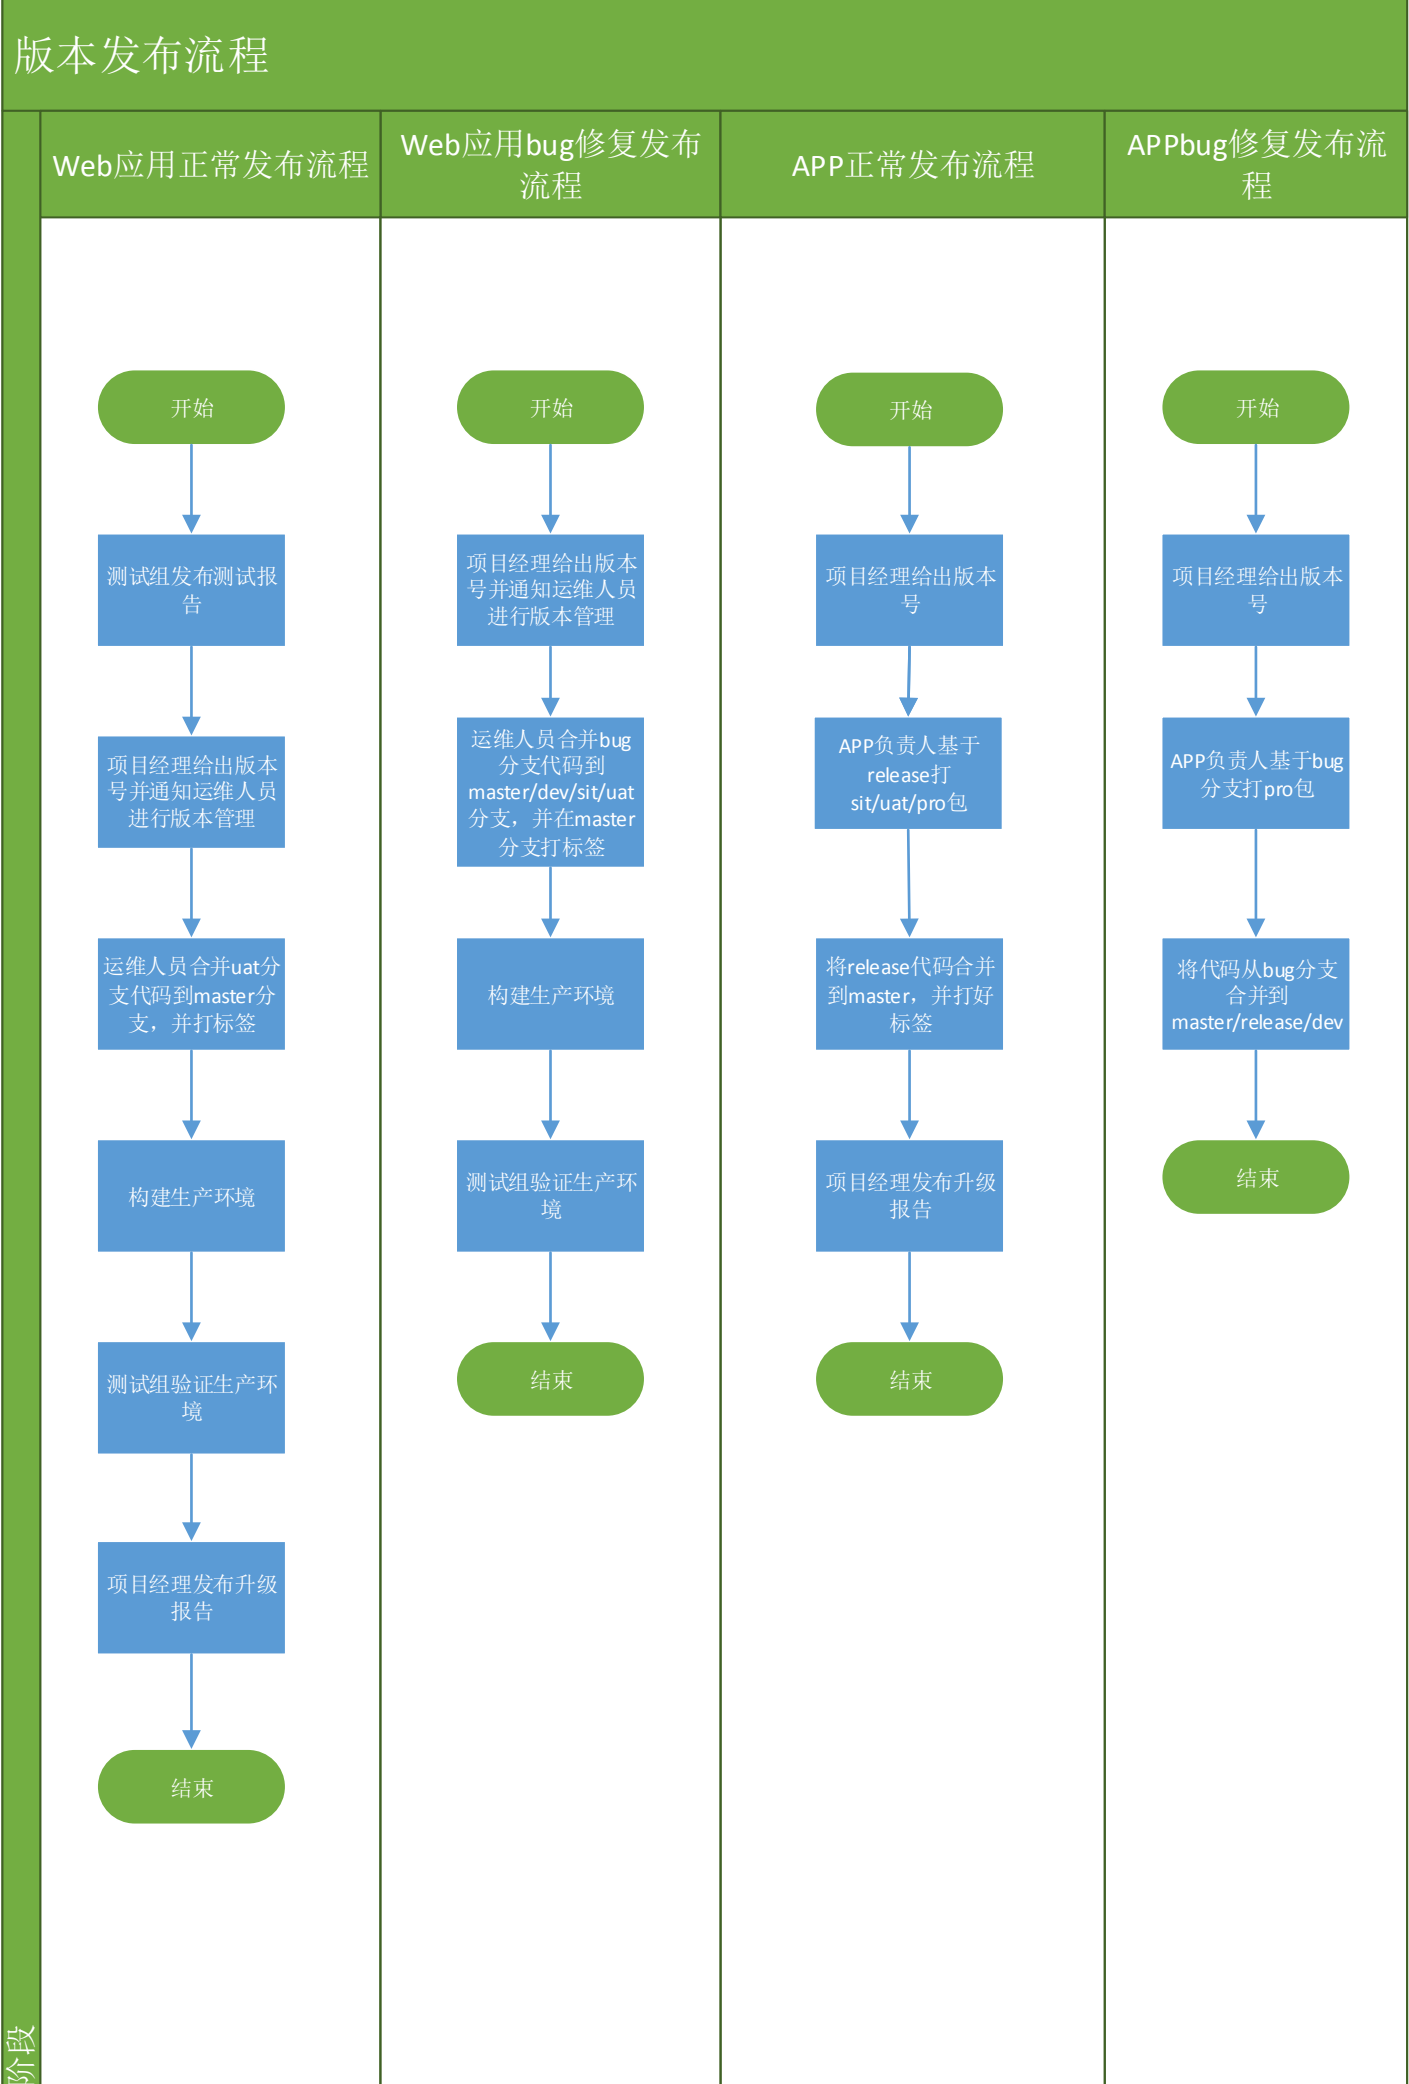 版本发布流程
Web应用正常发布流程
Web应用bug修复发布
流程
APP正常发布流程
APPbug修复发布流
程
开始
测试组发布测试报
告
项目经理给出版本
号并通知运维人员
进行版本管理
运维人员合并uat分
支代码到master分
支，并打标签
构建生产环境
测试组验证生产环
境
项目经理发布升级
报告
结束
开始
项目经理给出版本
号并通知运维人员
进行版本管理
运维人员合并bug
分支代码到
master/dev/sit/uat
分支，并在master
分支打标签
构建生产环境
测试组验证生产环
境
结束
开始
项目经理给出版本
号
APP负责人基于
release打
sit/uat/pro包
将release代码合并
到master，并打好
标签
项目经理发布升级
报告
结束
开始
项目经理给出版本
号
APP负责人基于bug
分支打pro包
将代码从bug分支
合并到
master/release/dev
结束
阶段